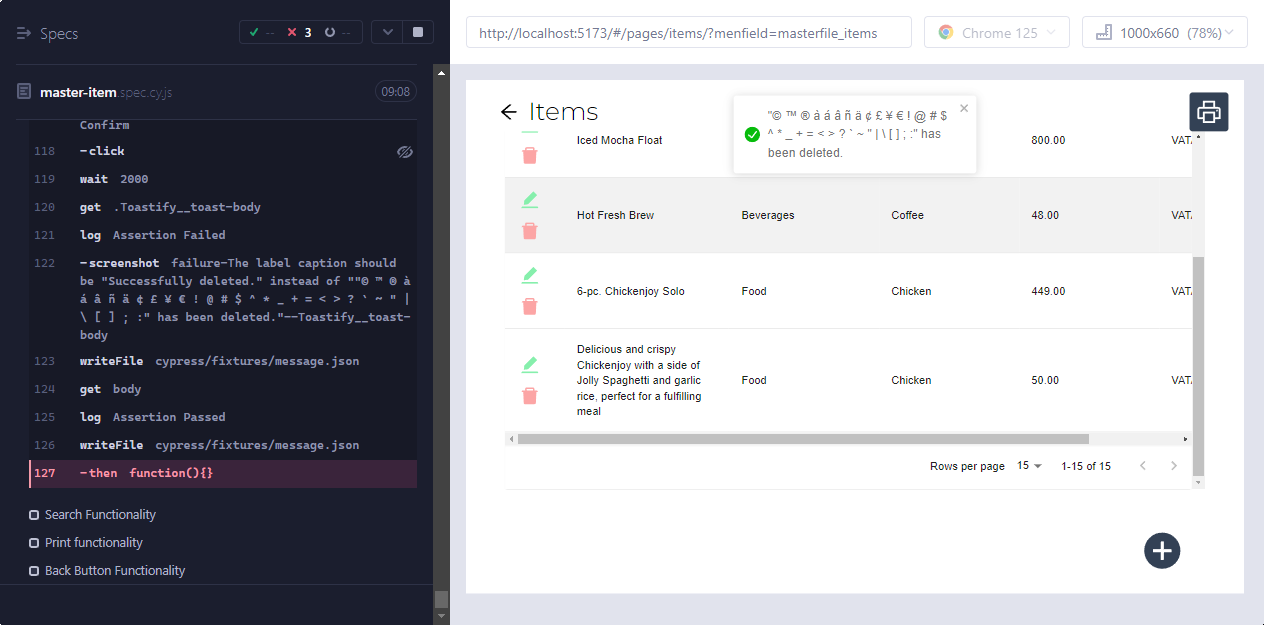 Specs
-- 3 --
master-item.spec.cy.js 09:08
Confirm
118 -click
119 wait 2000
120 get .Toastify__toast-body
121 log Assertion Failed
122 -screenshot failure-The label caption should
be "Successfully deleted." instead of ""© ™ ® à
á â ñ ä ¢ £ ¥ € ! @ # $ ^ * _ + = < > ? ` ~ " |
\ [ ] ; :" has been deleted."--Toastify__toast-
body
123 writeFile cypress/fixtures/message.json
124 get body
125 log Assertion Passed
126 writeFile cypress/fixtures/message.json
127 -then function(){}
Search Functionality
Print functionality
Back Button Functionality
http://localhost:5173/#/pages/items/?menfield=masterfile_items
Chrome 125
1000x660 (78%)
Items
"© ™ ® à á â ñ ä ¢ £ ¥ € ! @ # $
^ * _ + = < > ? ` ~ " | \ [ ] ; :" has
been deleted.
Iced Mocha Float 800.00 VAT
Hot Fresh Brew Beverages Coffee 48.00 VAT
6-pc. Chickenjoy Solo Food Chicken 449.00 VAT
Delicious and crispy
Chickenjoy with a side of
Jolly Spaghetti and garlic
rice, perfect for a fulfilling
meal
Food Chicken 50.00 VAT
Rows per page 15 1-15 of 15